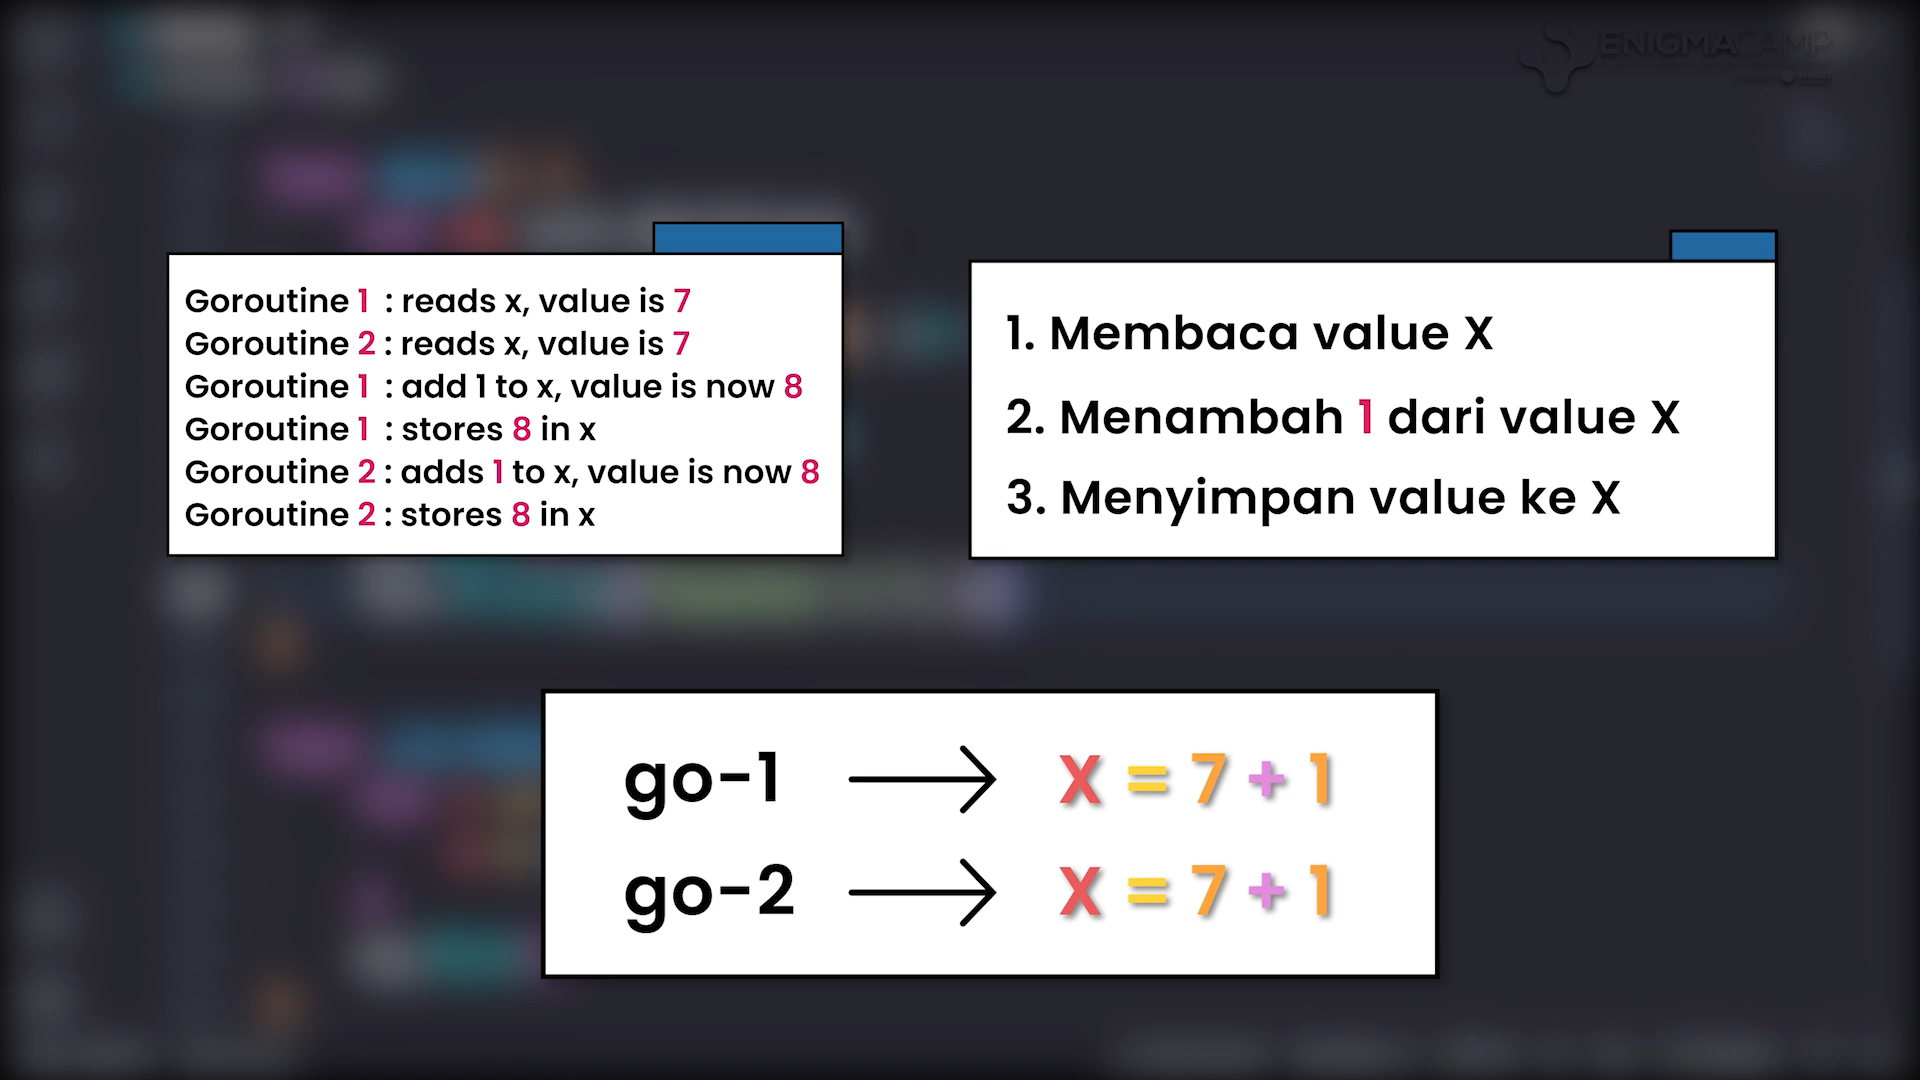 ENIGMACAMP
Goroutine 1 : reads x, value is 7
Goroutine 2 : reads x, value is 7
Goroutine 1 : add 1 to x, value is now 8
Goroutine 1 : stores 8 in x
Goroutine 2 : adds 1 to x, value is now 8
Goroutine 2 : stores 8 in x
1. Membaca value X
2. Menambah 1 dari value X
3. Menyimpan value ke X
go-1 → X = 7 + 1
go-2 → X = 7 + 1